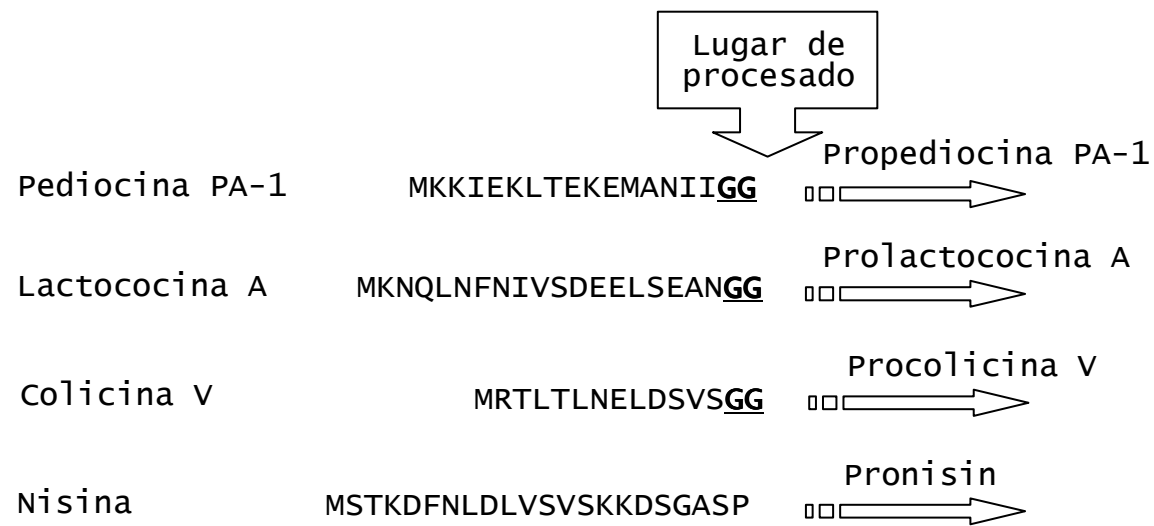 Lugar de
procesado
Propediocina PA-1
Pediocina PA-1 MKKIEKLTEKEMANIIGG
Prolactococina A
Lactococina A MKNQLNFNIVSDEELSEANGG
Procolicina V
Colicina V MRTLTLNELDSVSGG
Pronisin
Nisina MSTKDFNLDLVSVSKKDSGASP